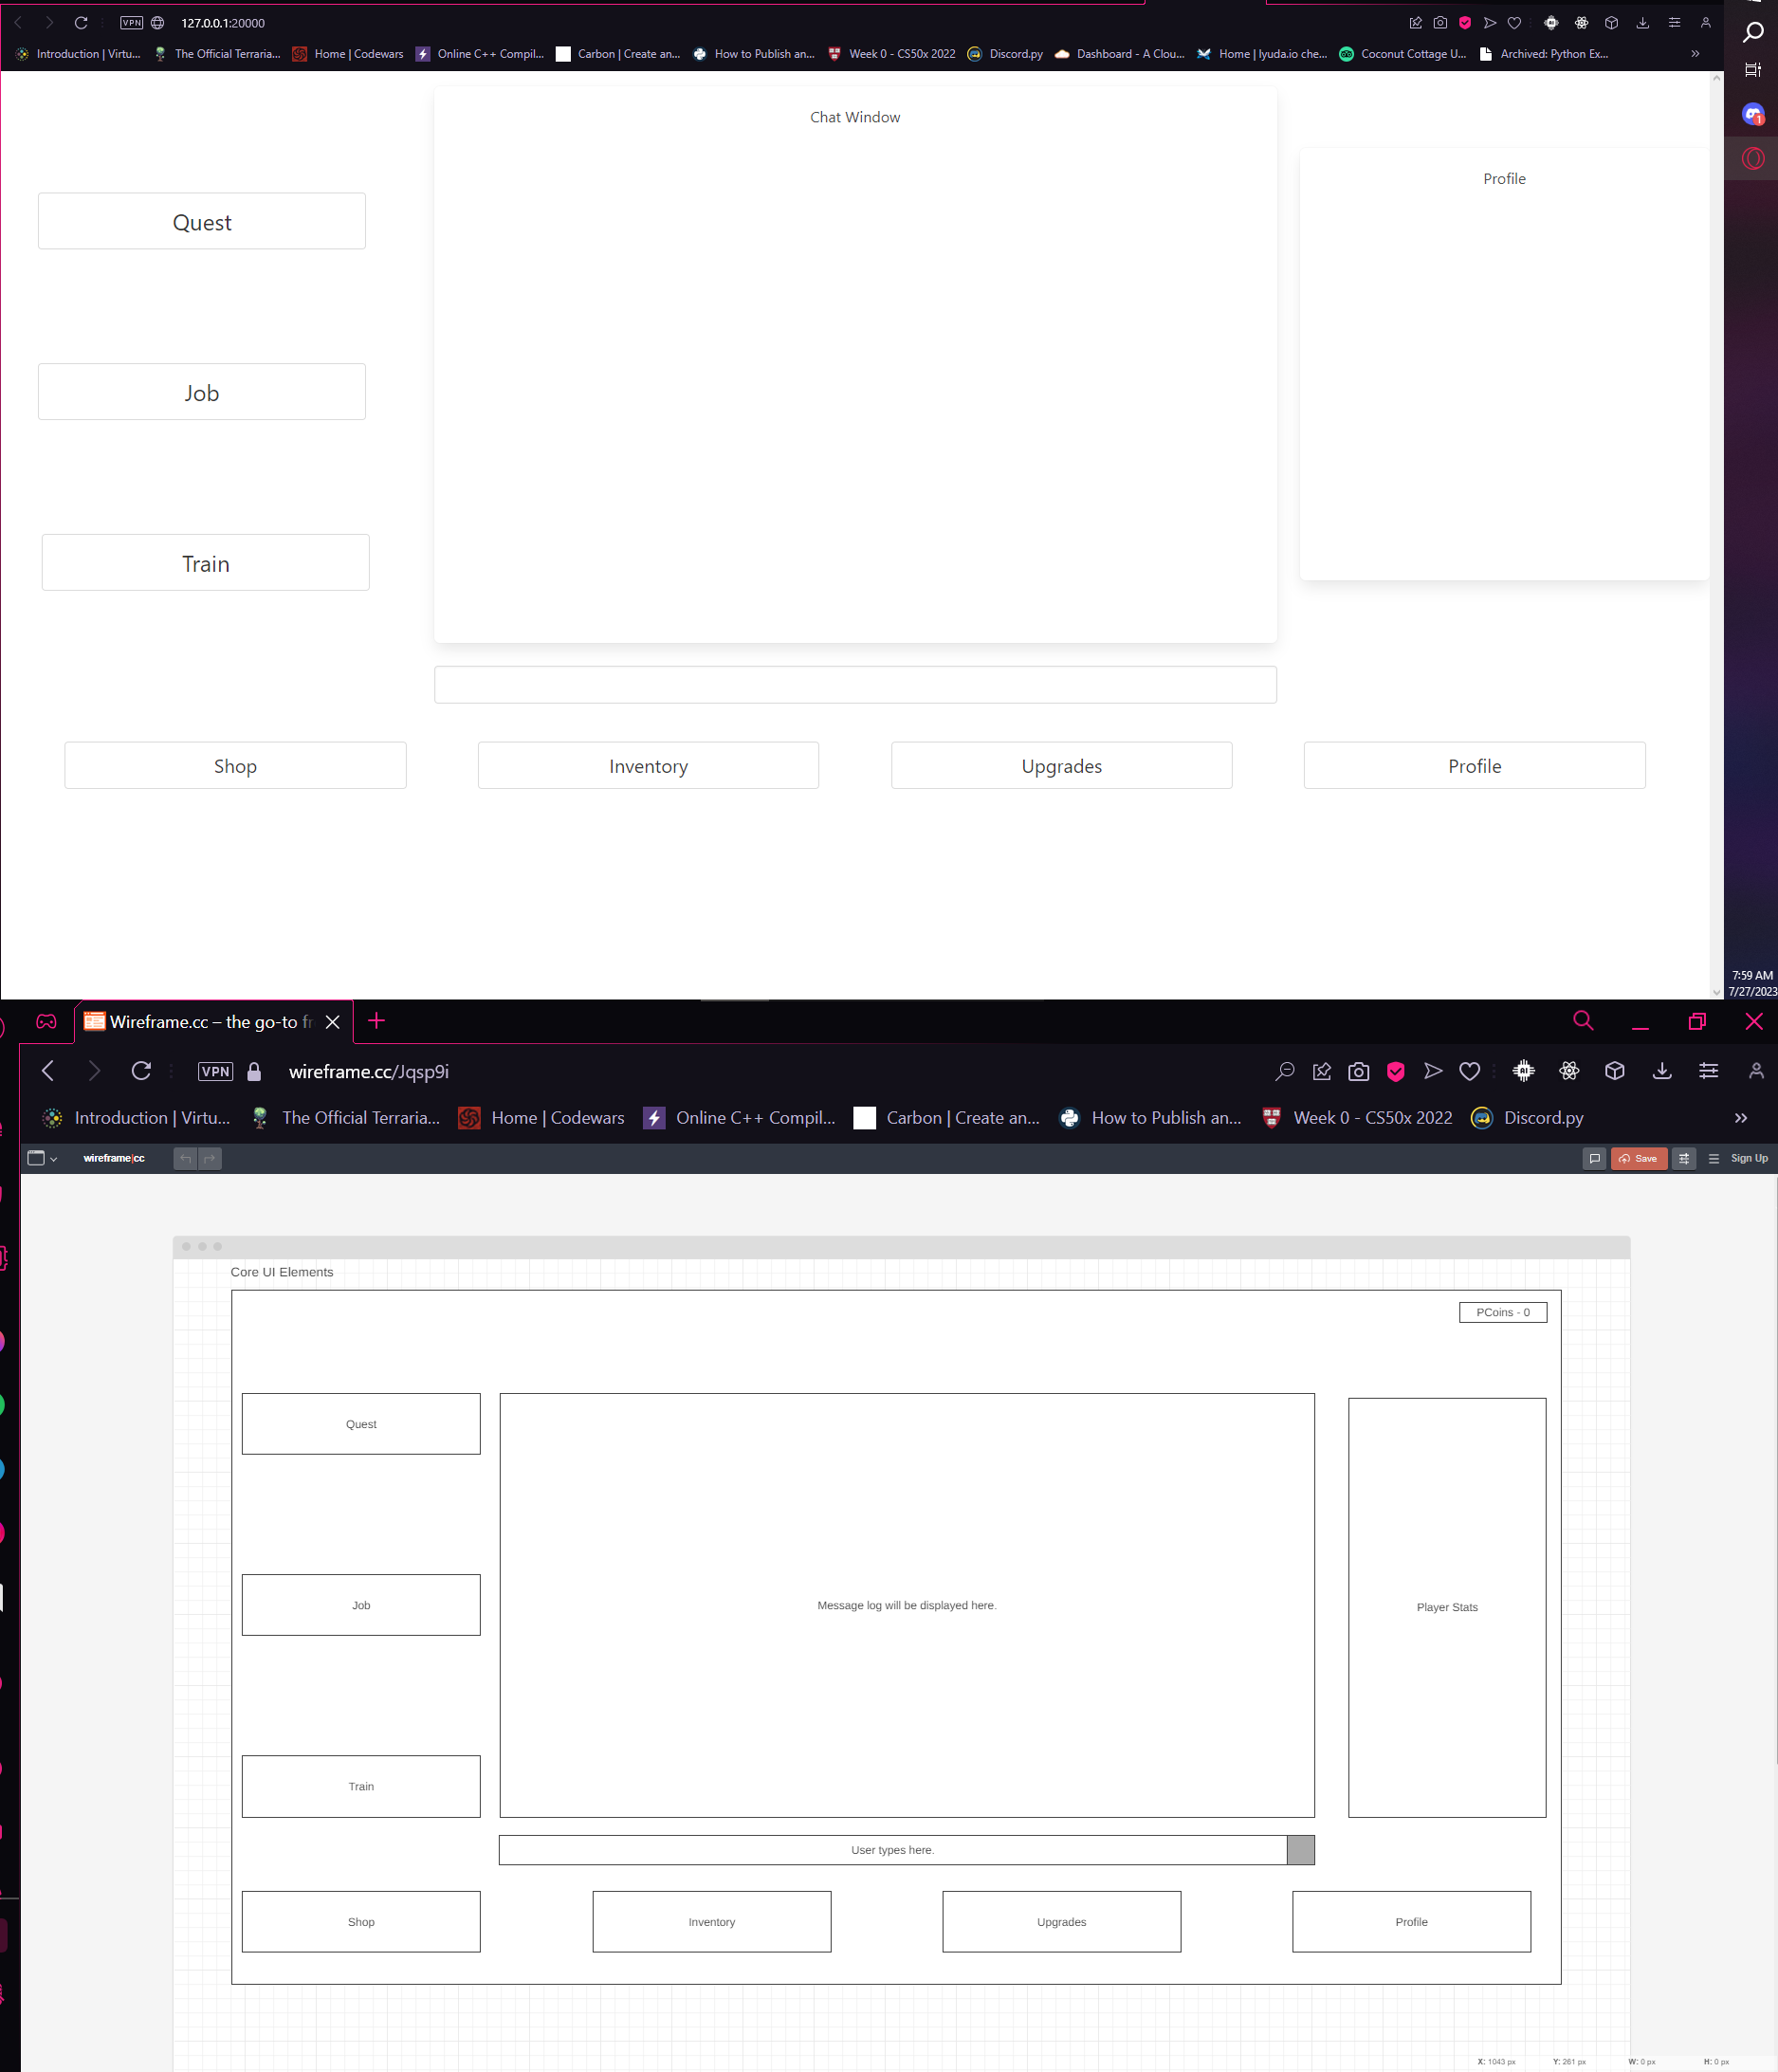 VPN 127.0.0.1:20000
Introduction | Virtu... The Official Terraria... Home | Codewars Online C++ Compil... Carbon | Create an... How to Publish an... Week 0 - CS50x 2022 Discord.py Dashboard - A Clou... Home | lyuda.io che... Coconut Cottage U... Archived: Python Ex... »
1
Chat Window
Profile
Quest
Job
Train
Shop Inventory Upgrades Profile
7:59 AM
7/27/2023
Wireframe.cc – the go-to fr
VPN wireframe.cc/Jqsp9i
Introduction | Virtu... The Official Terraria... Home | Codewars Online C++ Compil... Carbon | Create an... How to Publish an... Week 0 - CS50x 2022 Discord.py »
wireframe|cc Save Sign Up
Core UI Elements
PCoins - 0
Quest
Job
Message log will be displayed here.
Player Stats
Train
User types here.
Shop Inventory Upgrades Profile
X: 1043 px Y: 261 px W: 0 px H: 0 px